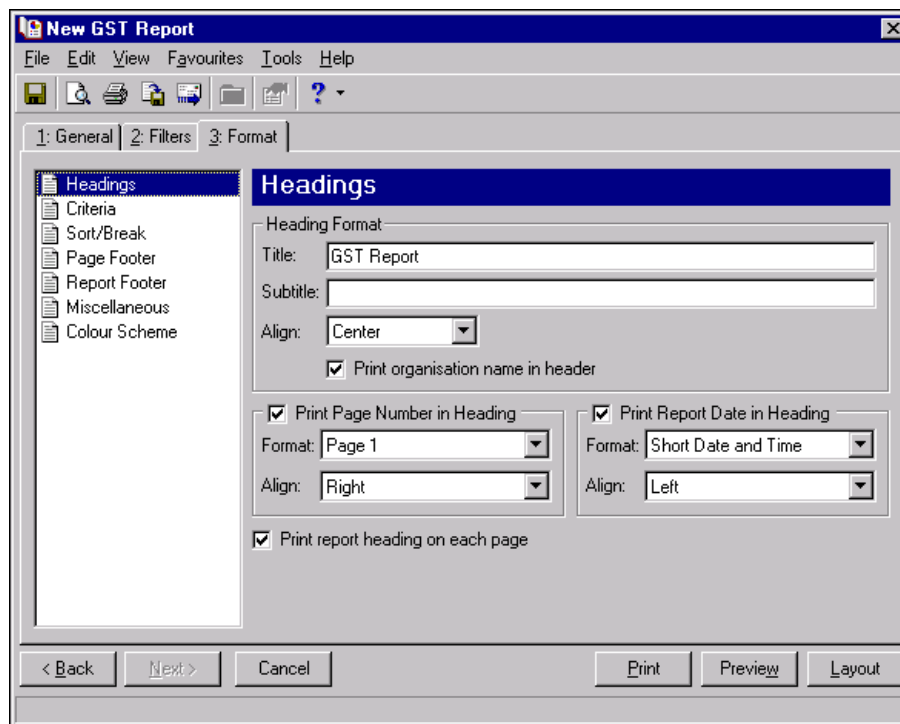 New GST Report
File Edit View Favourites Tools Help
?
1: General 2: Filters 3: Format
Headings
Criteria
Sort/Break
Page Footer
Report Footer
Miscellaneous
Colour Scheme
Headings
Heading Format
Title: GST Report
Subtitle:
Align: Center
Print organisation name in header
Print Page Number in Heading
Format: Page 1
Align: Right
Print Report Date in Heading
Format: Short Date and Time
Align: Left
Print report heading on each page
< Back Next > Cancel Print Preview Layout